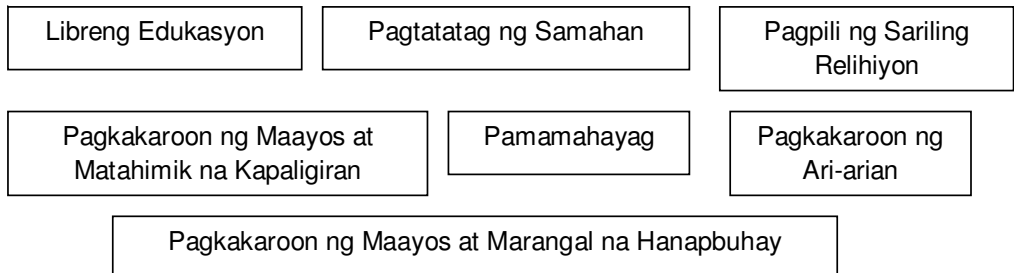 Libreng Edukasyon
Pagtatatag ng Samahan
Pagpili ng Sariling
Relihiyon
Pagkakaroon ng Maayos at
Matahimik na Kapaligiran
Pamamahayag
Pagkakaroon ng
Ari-arian
Pagkakaroon ng Maayos at Marangal na Hanapbuhay